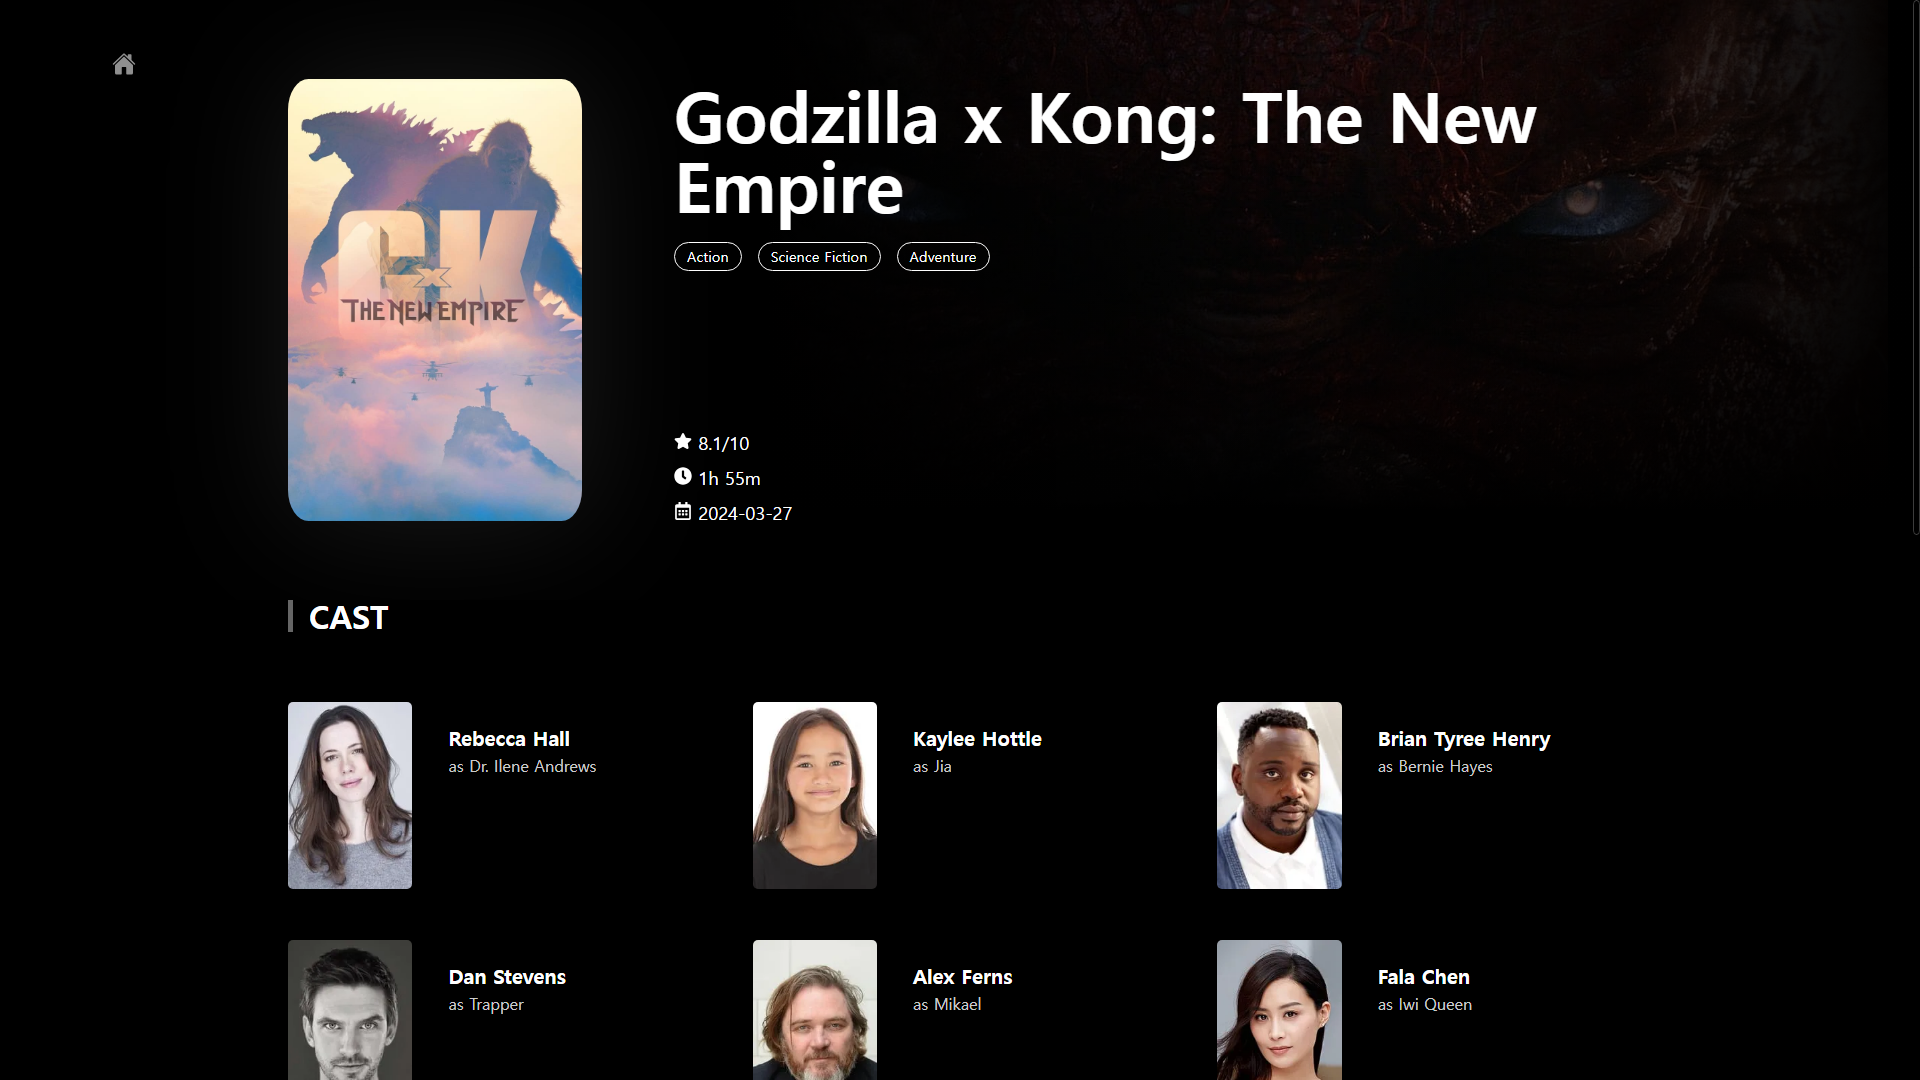 Godzilla x Kong: The New
Empire
Action Science Fiction Adventure
GxK
THE NEW EMPIRE
8.1/10
1h 55m
2024-03-27
CAST
Rebecca Hall
as Dr. Ilene Andrews
Kaylee Hottle
as Jia
Brian Tyree Henry
as Bernie Hayes
Dan Stevens
as Trapper
Alex Ferns
as Mikael
Fala Chen
as Iwi Queen